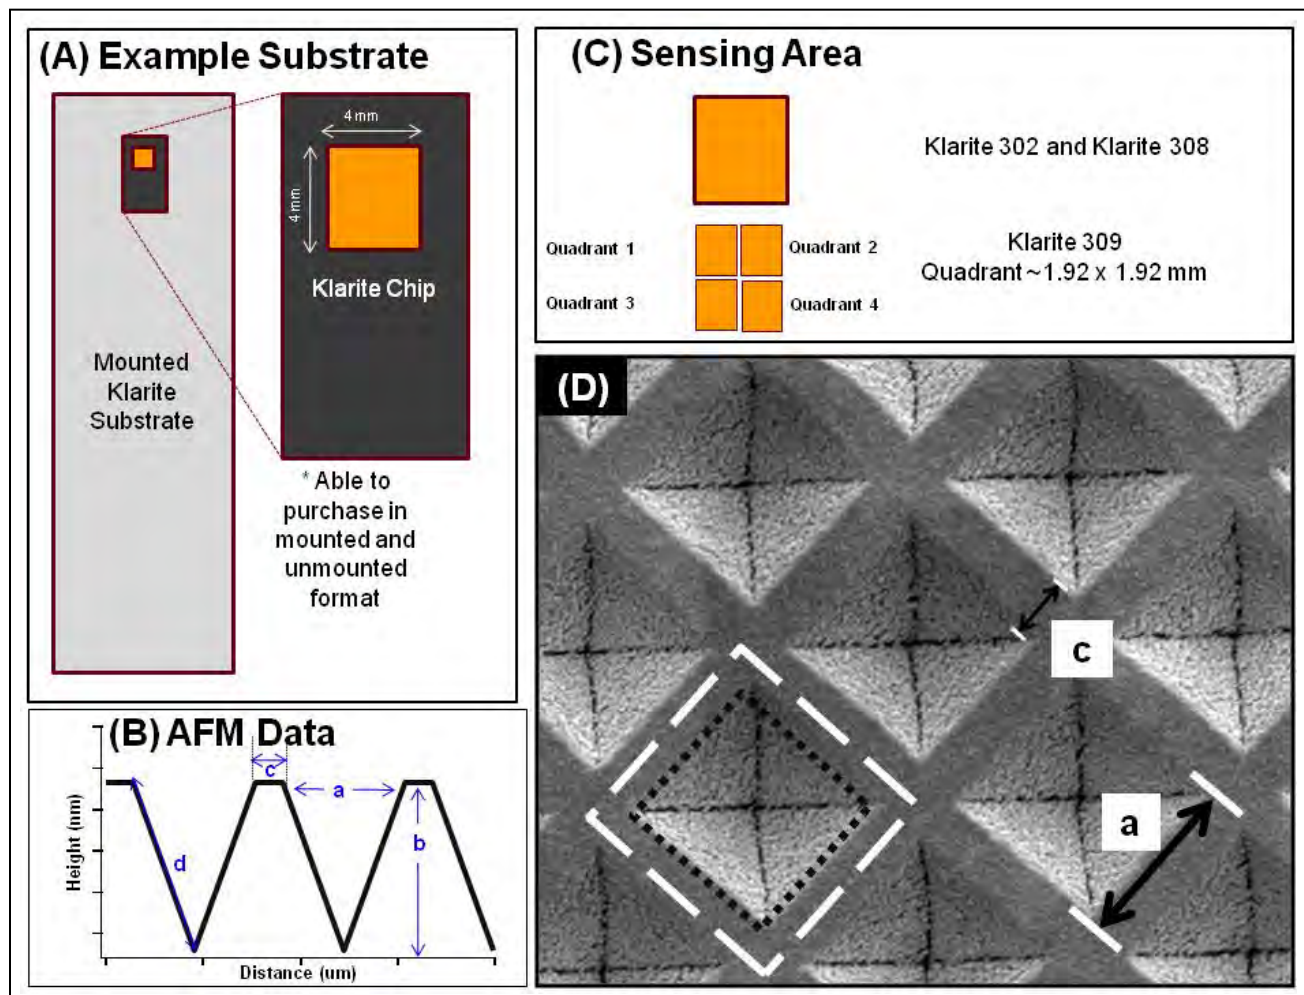 (A) Example Substrate
4 mm
4 mm
Klarite Chip
Mounted
Klarite
Substrate
* Able to
purchase in
mounted and
unmounted
format
(B) AFM Data
c
a
b
d
Height (nm)
Distance (um)
(C) Sensing Area
Klarite 302 and Klarite 308
Quadrant 1
Quadrant 2
Quadrant 3
Quadrant 4
Klarite 309
Quadrant ~1.92 x 1.92 mm
(D)
c
a